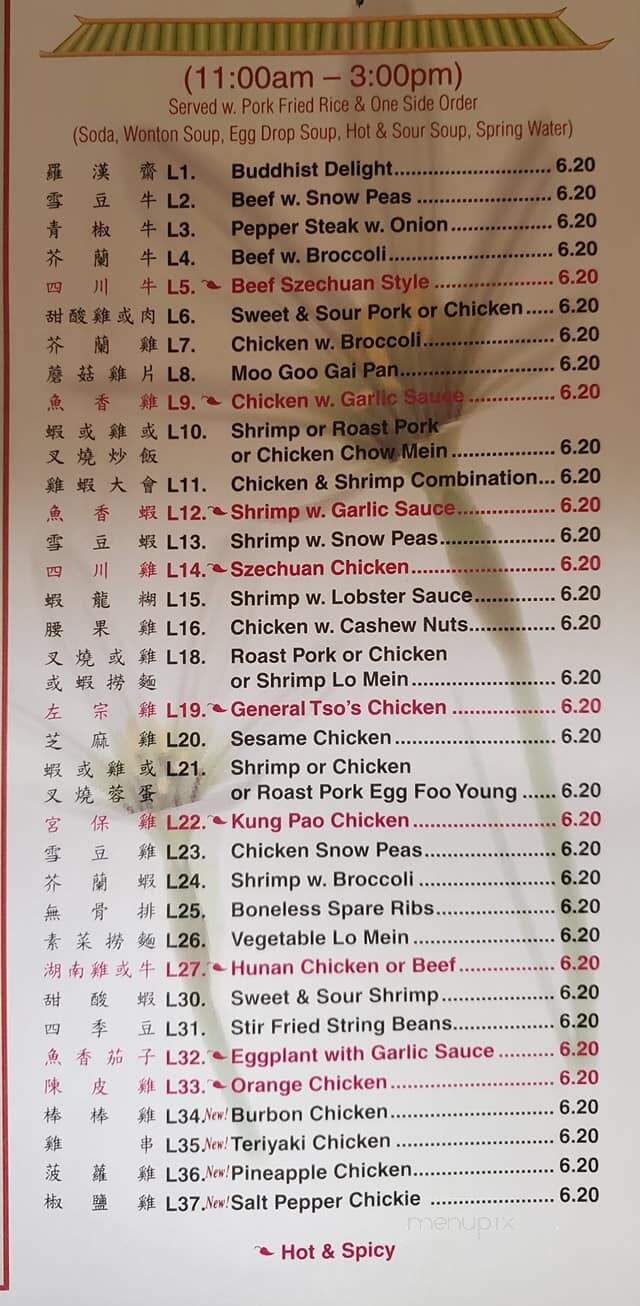 (11:00am – 3:00pm)
Served w. Pork Fried Rice & One Side Order
(Soda, Wonton Soup, Egg Drop Soup, Hot & Sour Soup, Spring Water)
羅漢齋 L1. Buddhist Delight............................ 6.20
雪豆牛 L2. Beef w. Snow Peas ........................ 6.20
青椒牛 L3. Pepper Steak w. Onion.................. 6.20
芥蘭牛 L4. Beef w. Broccoli............................. 6.20
四川牛 L5. Beef Szechuan Style ..................... 6.20
甜酸雞或肉 L6. Sweet & Sour Pork or Chicken..... 6.20
芥蘭雞 L7. Chicken w. Broccoli....................... 6.20
蘑菇雞片 L8. Moo Goo Gai Pan........................... 6.20
魚香雞 L9. Chicken w. Garlic Sauce ............... 6.20
蝦或雞或 L10. Shrimp or Roast Pork
叉燒炒飯 or Chicken Chow Mein .................. 6.20
雞蝦大會 L11. Chicken & Shrimp Combination... 6.20
魚香蝦 L12. Shrimp w. Garlic Sauce................. 6.20
雪豆蝦 L13. Shrimp w. Snow Peas.................... 6.20
四川雞 L14. Szechuan Chicken......................... 6.20
蝦龍糊 L15. Shrimp w. Lobster Sauce.............. 6.20
腰果雞 L16. Chicken w. Cashew Nuts............... 6.20
叉燒或雞 L18. Roast Pork or Chicken
或蝦撈麵 or Shrimp Lo Mein......................... 6.20
左宗雞 L19. General Tso's Chicken .................. 6.20
芝麻雞 L20. Sesame Chicken............................ 6.20
蝦或雞或 L21. Shrimp or Chicken
叉燒蓉蛋 or Roast Pork Egg Foo Young ...... 6.20
宮保雞 L22. Kung Pao Chicken......................... 6.20
雪豆雞 L23. Chicken Snow Peas....................... 6.20
芥蘭蝦 L24. Shrimp w. Broccoli ........................ 6.20
無骨排 L25. Boneless Spare Ribs..................... 6.20
素菜撈麵 L26. Vegetable Lo Mein ......................... 6.20
湖南雞或牛 L27. Hunan Chicken or Beef.................. 6.20
甜酸蝦 L30. Sweet & Sour Shrimp.................... 6.20
四季豆 L31. Stir Fried String Beans.................. 6.20
魚香茄子 L32. Eggplant with Garlic Sauce .......... 6.20
陳皮雞 L33. Orange Chicken............................. 6.20
棒棒雞 L34. New! Burbon Chicken............................. 6.20
雞串 L35. New! Teriyaki Chicken ........................... 6.20
菠蘿雞 L36. New! Pineapple Chicken......................... 6.20
椒鹽雞 L37. New! Salt Pepper Chickie ...................... 6.20
menupix
Hot & Spicy